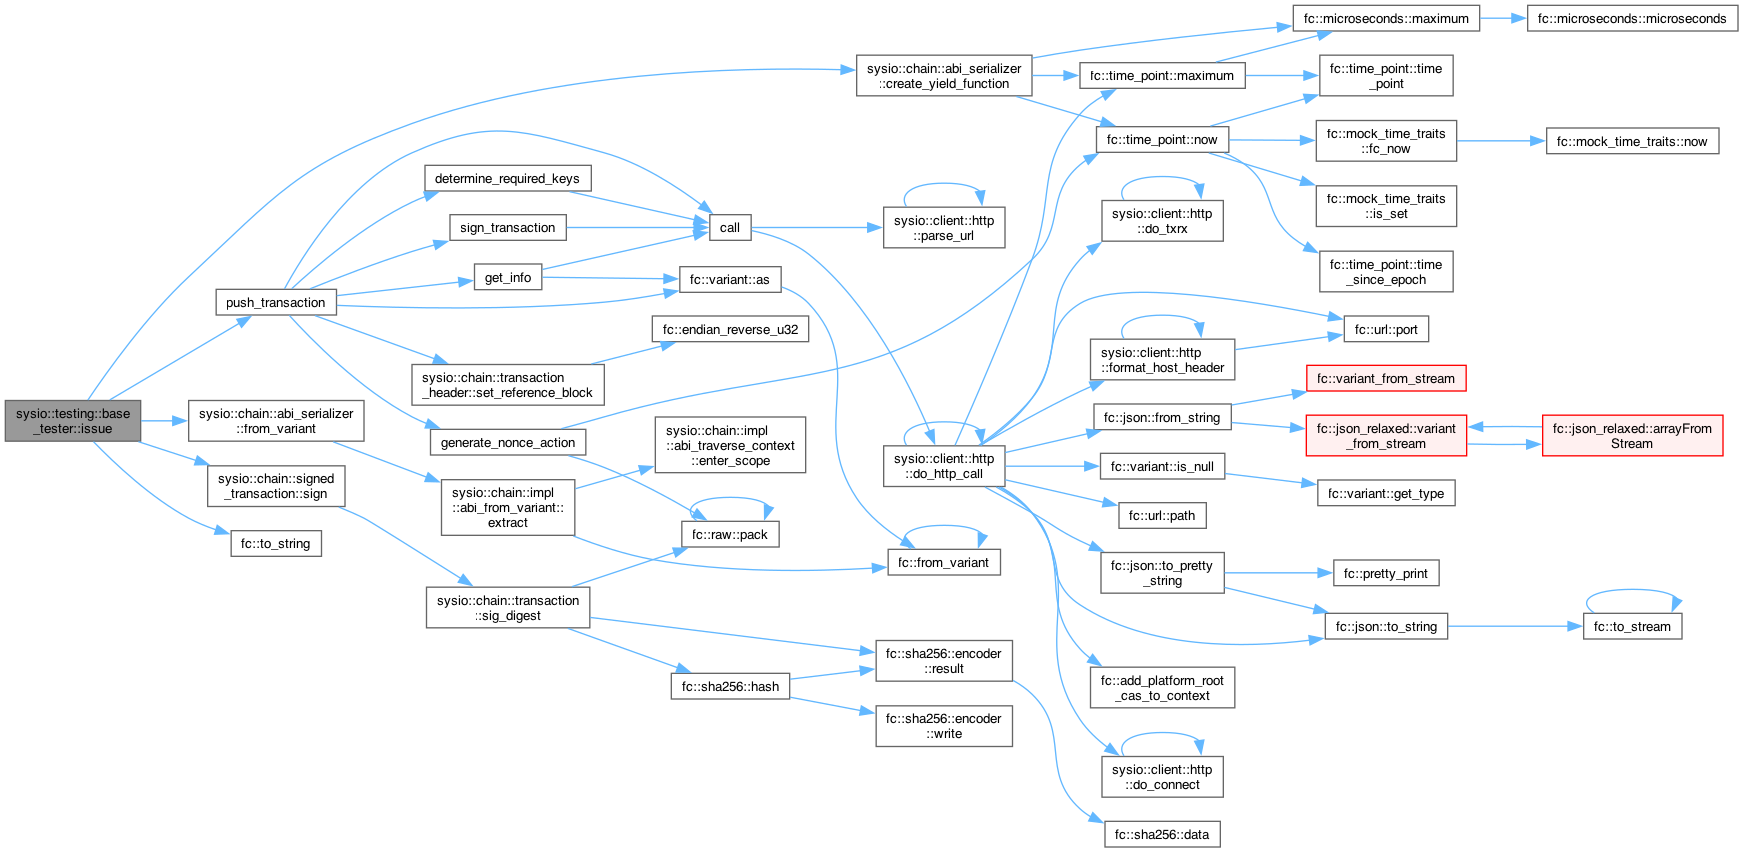 sysio::testing::base
_tester::issue
push_transaction
sysio::chain::abi_serializer
::from_variant
sysio::chain::signed
_transaction::sign
fc::to_string
determine_required_keys
sign_transaction
get_info
sysio::chain::transaction
_header::set_reference_block
generate_nonce_action
sysio::chain::impl
::abi_from_variant::
extract
sysio::chain::transaction
::sig_digest
call
fc::variant::as
fc::endian_reverse_u32
sysio::chain::impl
::abi_traverse_context
::enter_scope
fc::raw::pack
fc::sha256::hash
sysio::chain::abi_serializer
::create_yield_function
sysio::client::http
::parse_url
sysio::client::http
::do_http_call
fc::from_variant
fc::sha256::encoder
::result
fc::sha256::encoder
::write
fc::time_point::maximum
fc::time_point::now
sysio::client::http
::do_txrx
sysio::client::http
::format_host_header
fc::json::from_string
fc::variant::is_null
fc::url::path
fc::json::to_pretty
_string
fc::add_platform_root
_cas_to_context
sysio::client::http
::do_connect
fc::sha256::data
fc::microseconds::maximum
fc::time_point::time
_point
fc::mock_time_traits
::fc_now
fc::mock_time_traits
::is_set
fc::time_point::time
_since_epoch
fc::url::port
fc::variant_from_stream
fc::json_relaxed::variant
_from_stream
fc::variant::get_type
fc::pretty_print
fc::json::to_string
fc::microseconds::microseconds
fc::mock_time_traits::now
fc::json_relaxed::arrayFrom
Stream
fc::to_stream